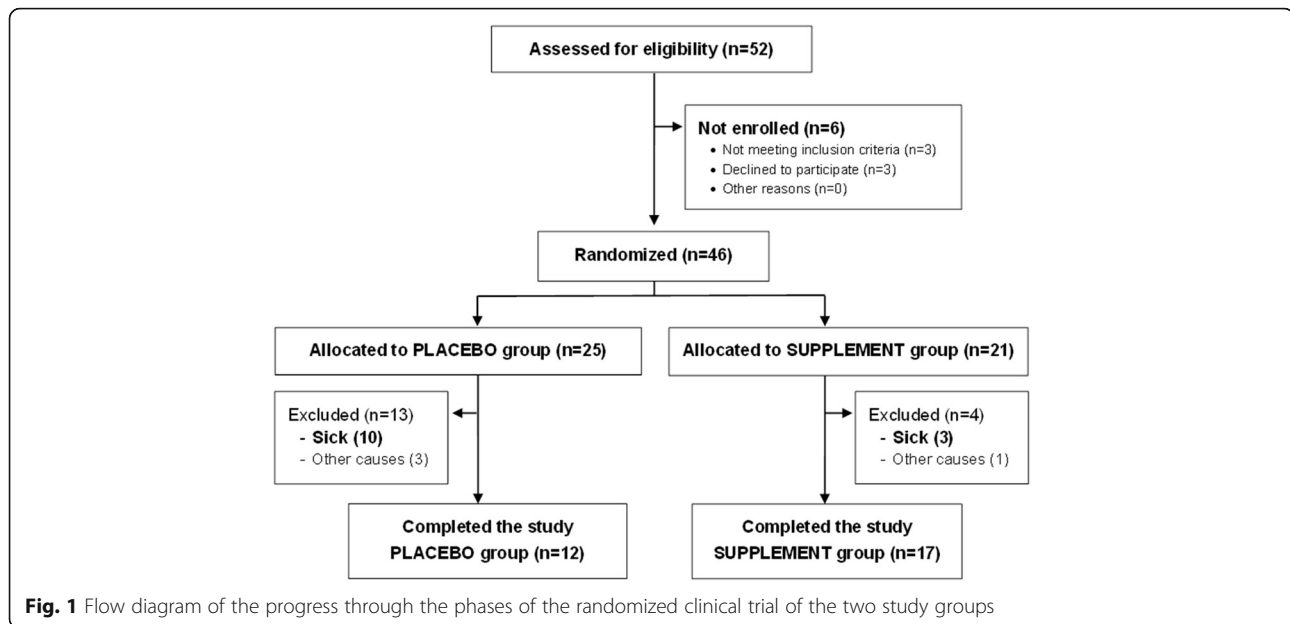 Assessed for eligibility (n=52)
Not enrolled (n=6)
• Not meeting inclusion criteria (n=3)
• Declined to participate (n=3)
• Other reasons (n=0)
Randomized (n=46)
Allocated to PLACEBO group (n=25)
Allocated to SUPPLEMENT group (n=21)
Excluded (n=13)
- Sick (10)
- Other causes (3)
Excluded (n=4)
- Sick (3)
- Other causes (1)
Completed the study
PLACEBO group (n=12)
Completed the study
SUPPLEMENT group (n=17)
Fig. 1 Flow diagram of the progress through the phases of the randomized clinical trial of the two study groups